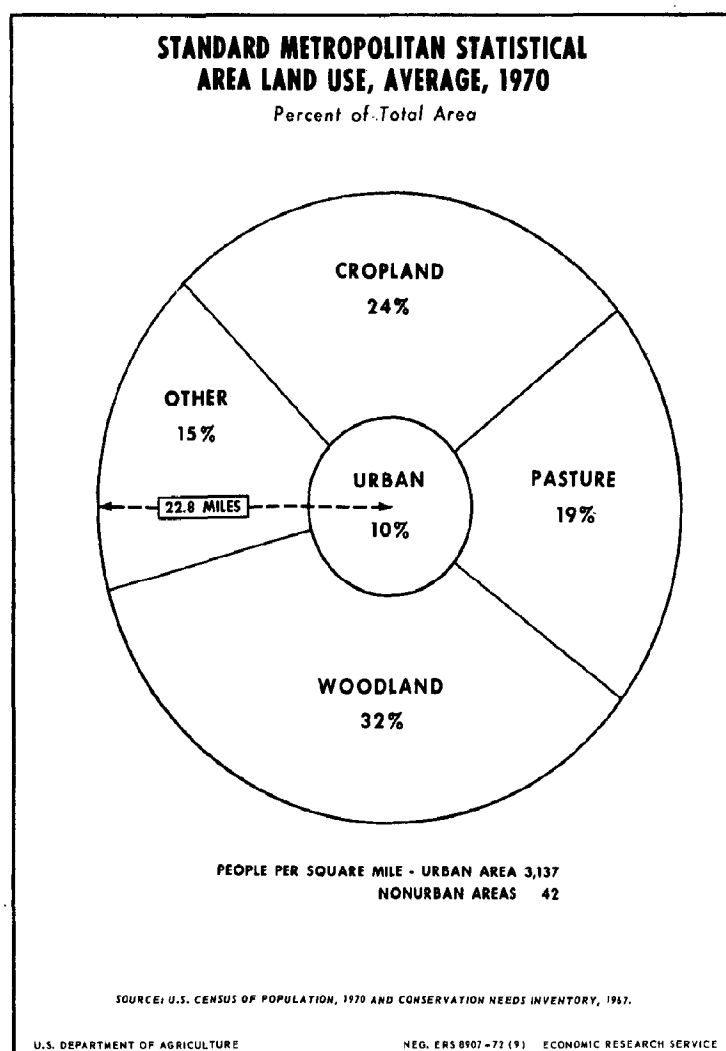 STANDARD METROPOLITAN STATISTICAL
AREA LAND USE, AVERAGE, 1970
Percent of Total Area
CROPLAND
24%
OTHER
15%
URBAN
10%
PASTURE
19%
22.8 MILES
WOODLAND
32%
PEOPLE PER SQUARE MILE - URBAN AREA 3,137
NONURBAN AREAS 42
SOURCE: U.S. CENSUS OF POPULATION, 1970 AND CONSERVATION NEEDS INVENTORY, 1967.
U.S. DEPARTMENT OF AGRICULTURE NEG. ERS 8907-72 (9) ECONOMIC RESEARCH SERVICE